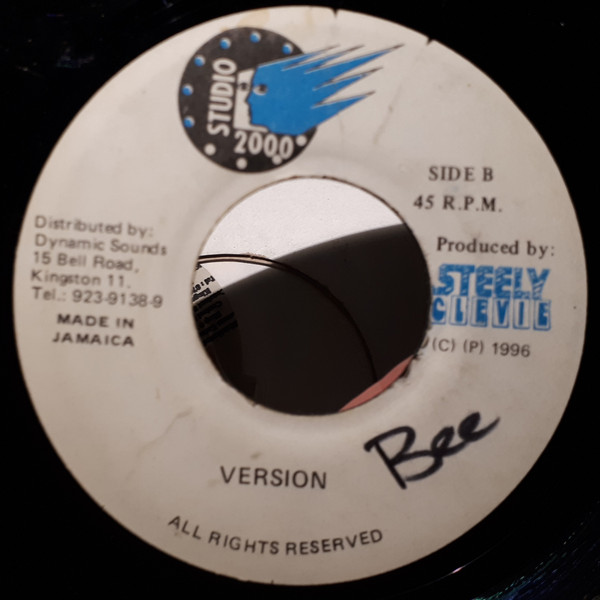 STUDIO
2000
SIDE B
45 R.P.M.
Distributed by:
Dynamic Sounds
15 Bell Road,
Kingston 11.
Tel.: 923-9138-9
MADE IN
JAMAICA
Produced by:
STEELY
CLEVIE
(C) (P) 1996
Bee
VERSION
ALL RIGHTS RESERVED